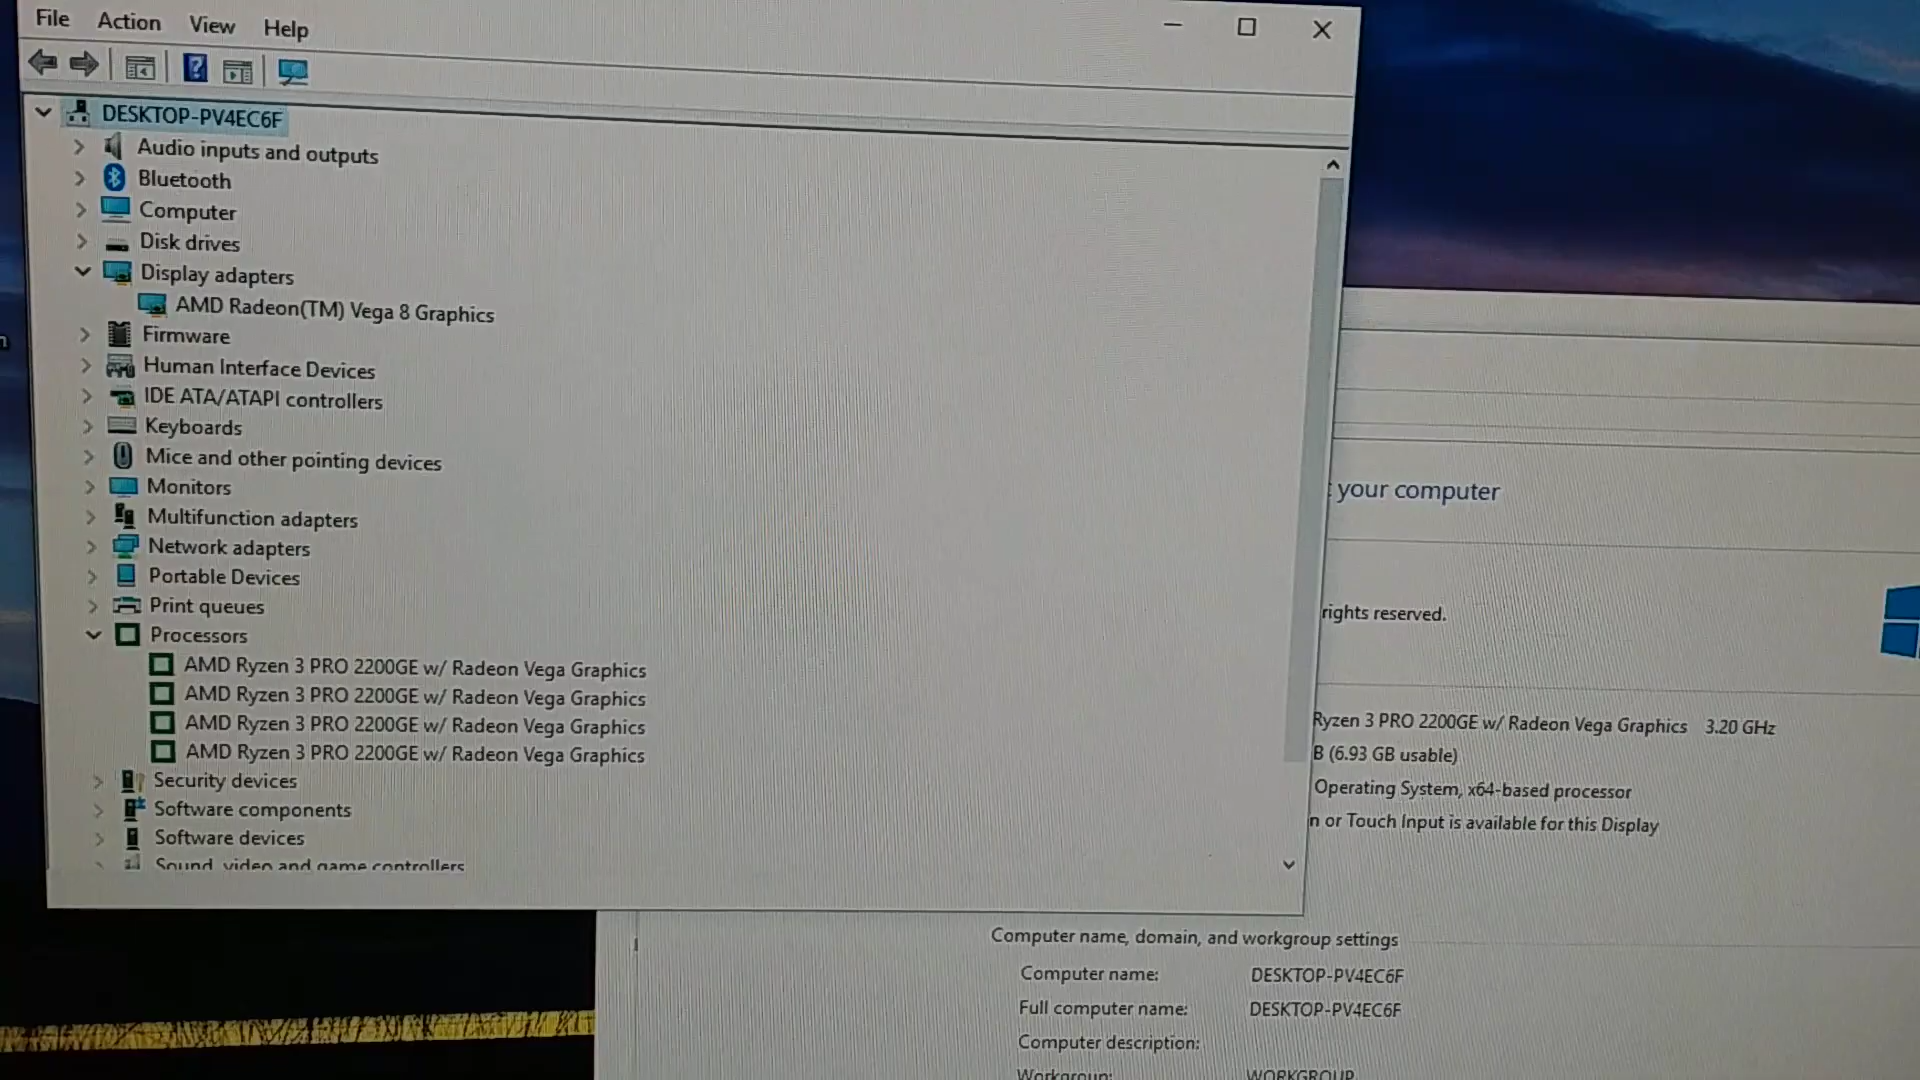 File Action View Help
DESKTOP-PV4EC6F
Audio inputs and outputs
Bluetooth
Computer
Disk drives
Display adapters
AMD Radeon(TM) Vega 8 Graphics
Firmware
Human Interface Devices
IDE ATA/ATAPI controllers
Keyboards
Mice and other pointing devices
Monitors
Multifunction adapters
Network adapters
Portable Devices
Print queues
Processors
AMD Ryzen 3 PRO 2200GE w/ Radeon Vega Graphics
AMD Ryzen 3 PRO 2200GE w/ Radeon Vega Graphics
AMD Ryzen 3 PRO 2200GE w/ Radeon Vega Graphics
AMD Ryzen 3 PRO 2200GE w/ Radeon Vega Graphics
Security devices
Software components
Software devices
Sound, video and game controllers
your computer
rights reserved.
Ryzen 3 PRO 2200GE w/ Radeon Vega Graphics 3.20 GHz
B (6.93 GB usable)
Operating System, x64-based processor
n or Touch Input is available for this Display
Computer name, domain, and workgroup settings
Computer name: DESKTOP-PV4EC6F
Full computer name: DESKTOP-PV4EC6F
Computer description:
Workgroup: WORKGROUP